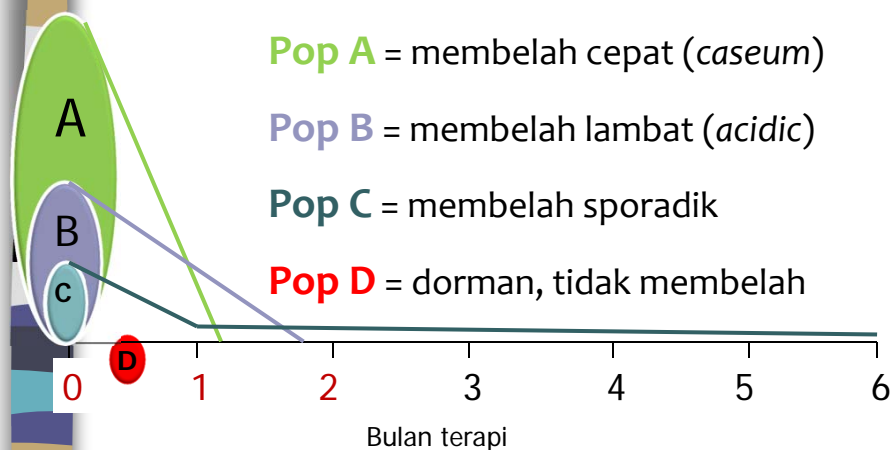 Pop A = membelah cepat (caseum)
A
Pop B = membelah lambat (acidic)
B
Pop C = membelah sporadik
C
Pop D = dorman, tidak membelah
D
0 1 2 3 4 5 6
Bulan terapi